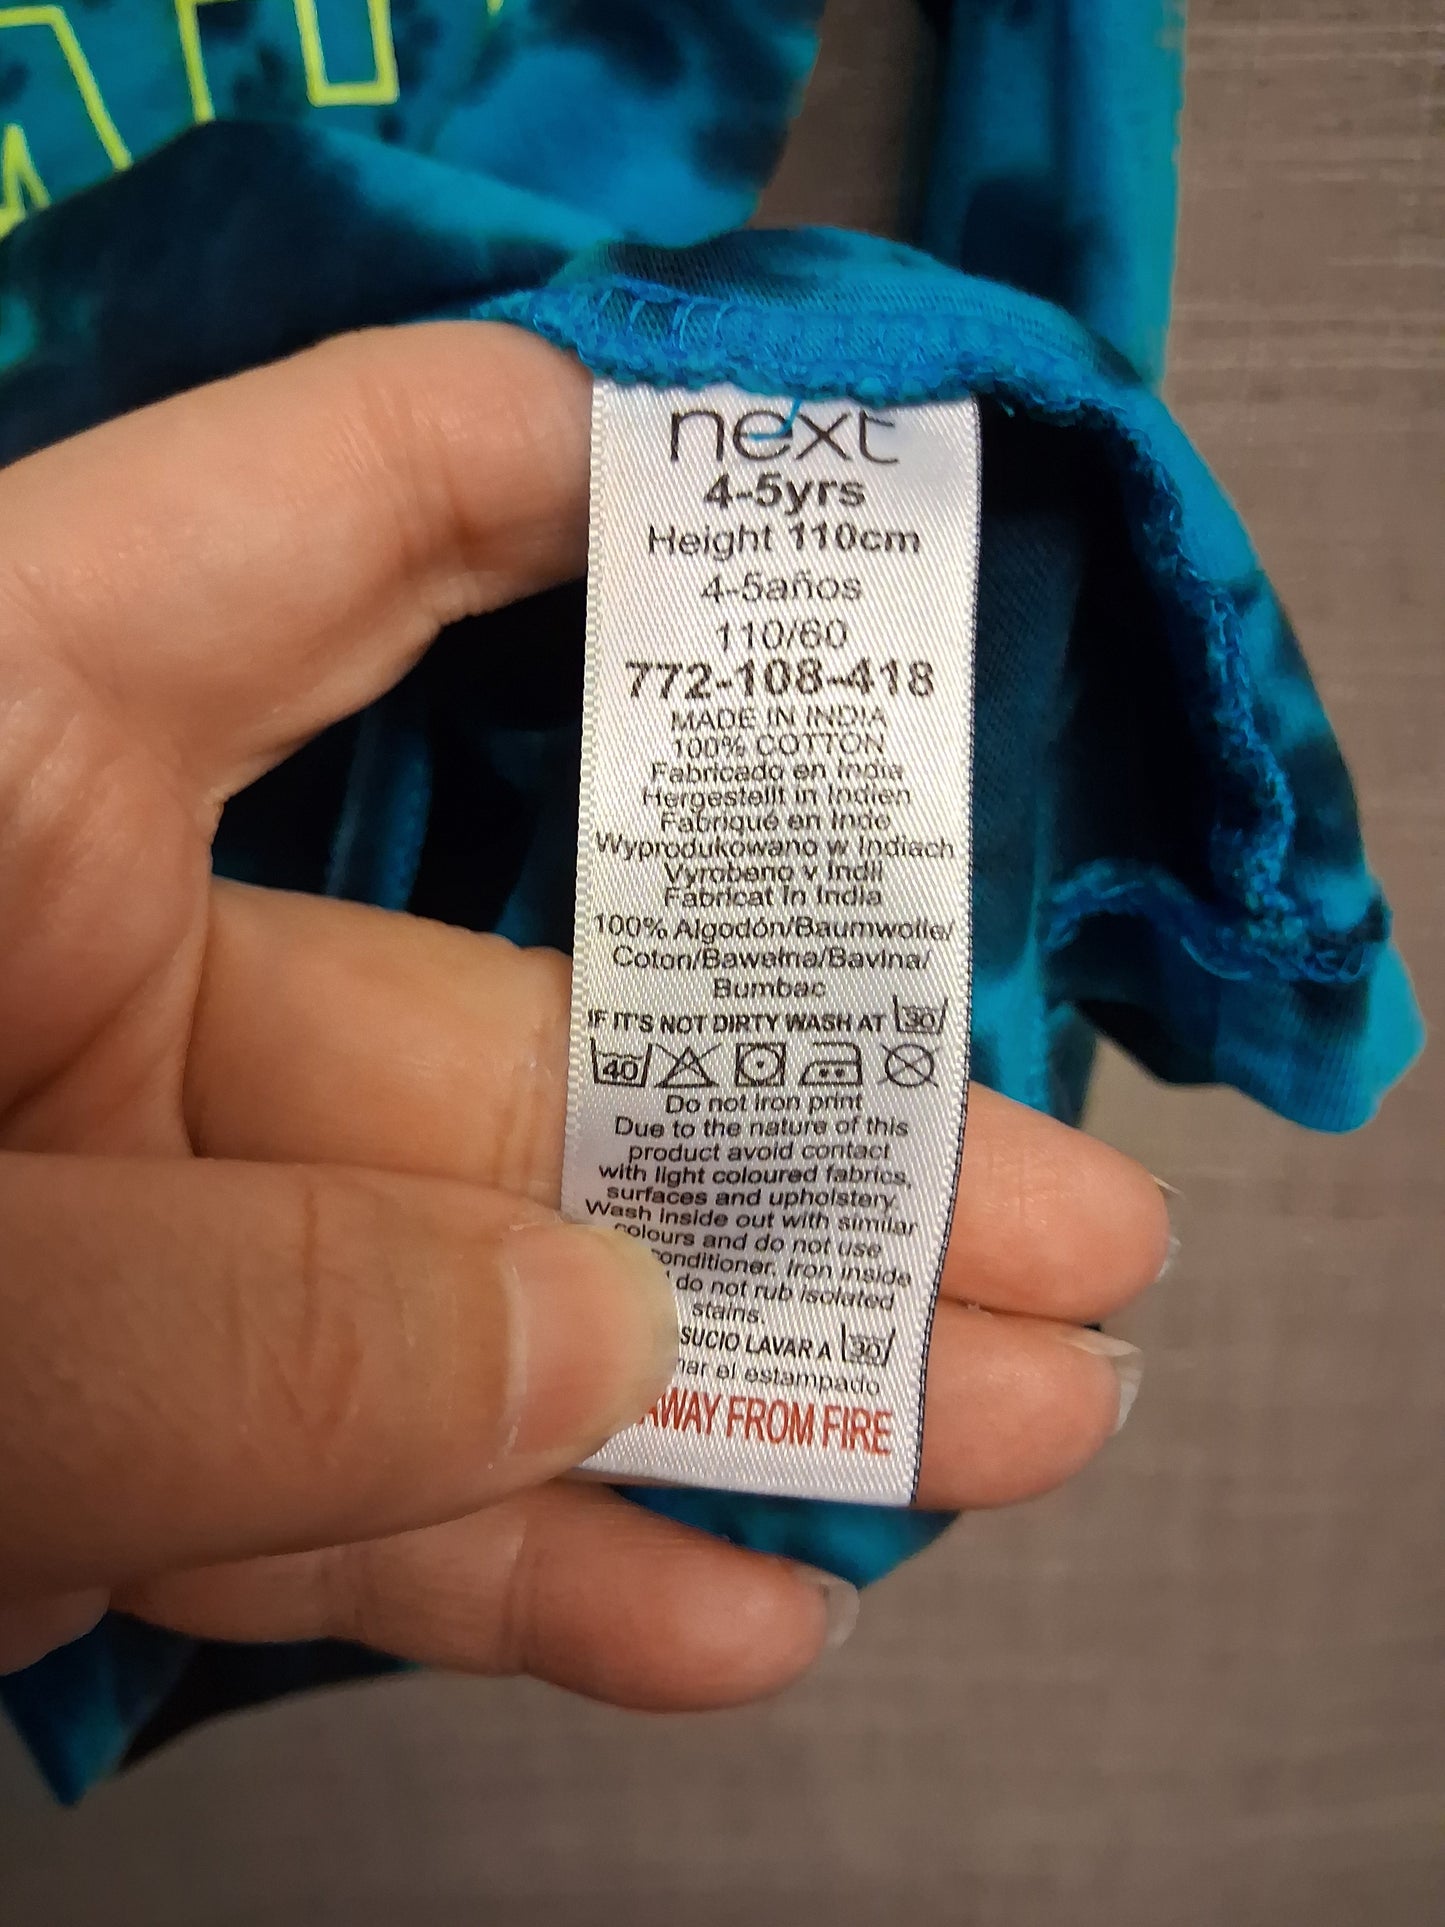 next
4-5yrs
Height 110cm
4-5años
110/60
772-108-418
MADE IN INDIA
100% COTTON
Fabricado en India
Hergestellt in Indien
Fabriqué en Inde
Wyprodukowano w Indiach
Vyrobeno v Indii
Fabricat în India
100% Algodón/Baumwolle/
Coton/Bawełna/Bavlna/
Bumbac
IF IT'S NOT DIRTY WASH AT 30
40
Do not iron print
Due to the nature of this
product avoid contact
with light coloured fabrics,
surfaces and upholstery.
Wash inside out with similar
colours and do not use
conditioner. Iron inside
do not rub isolated
stains.
SUCIO LAVAR A 30
el estampado
AWAY FROM FIRE